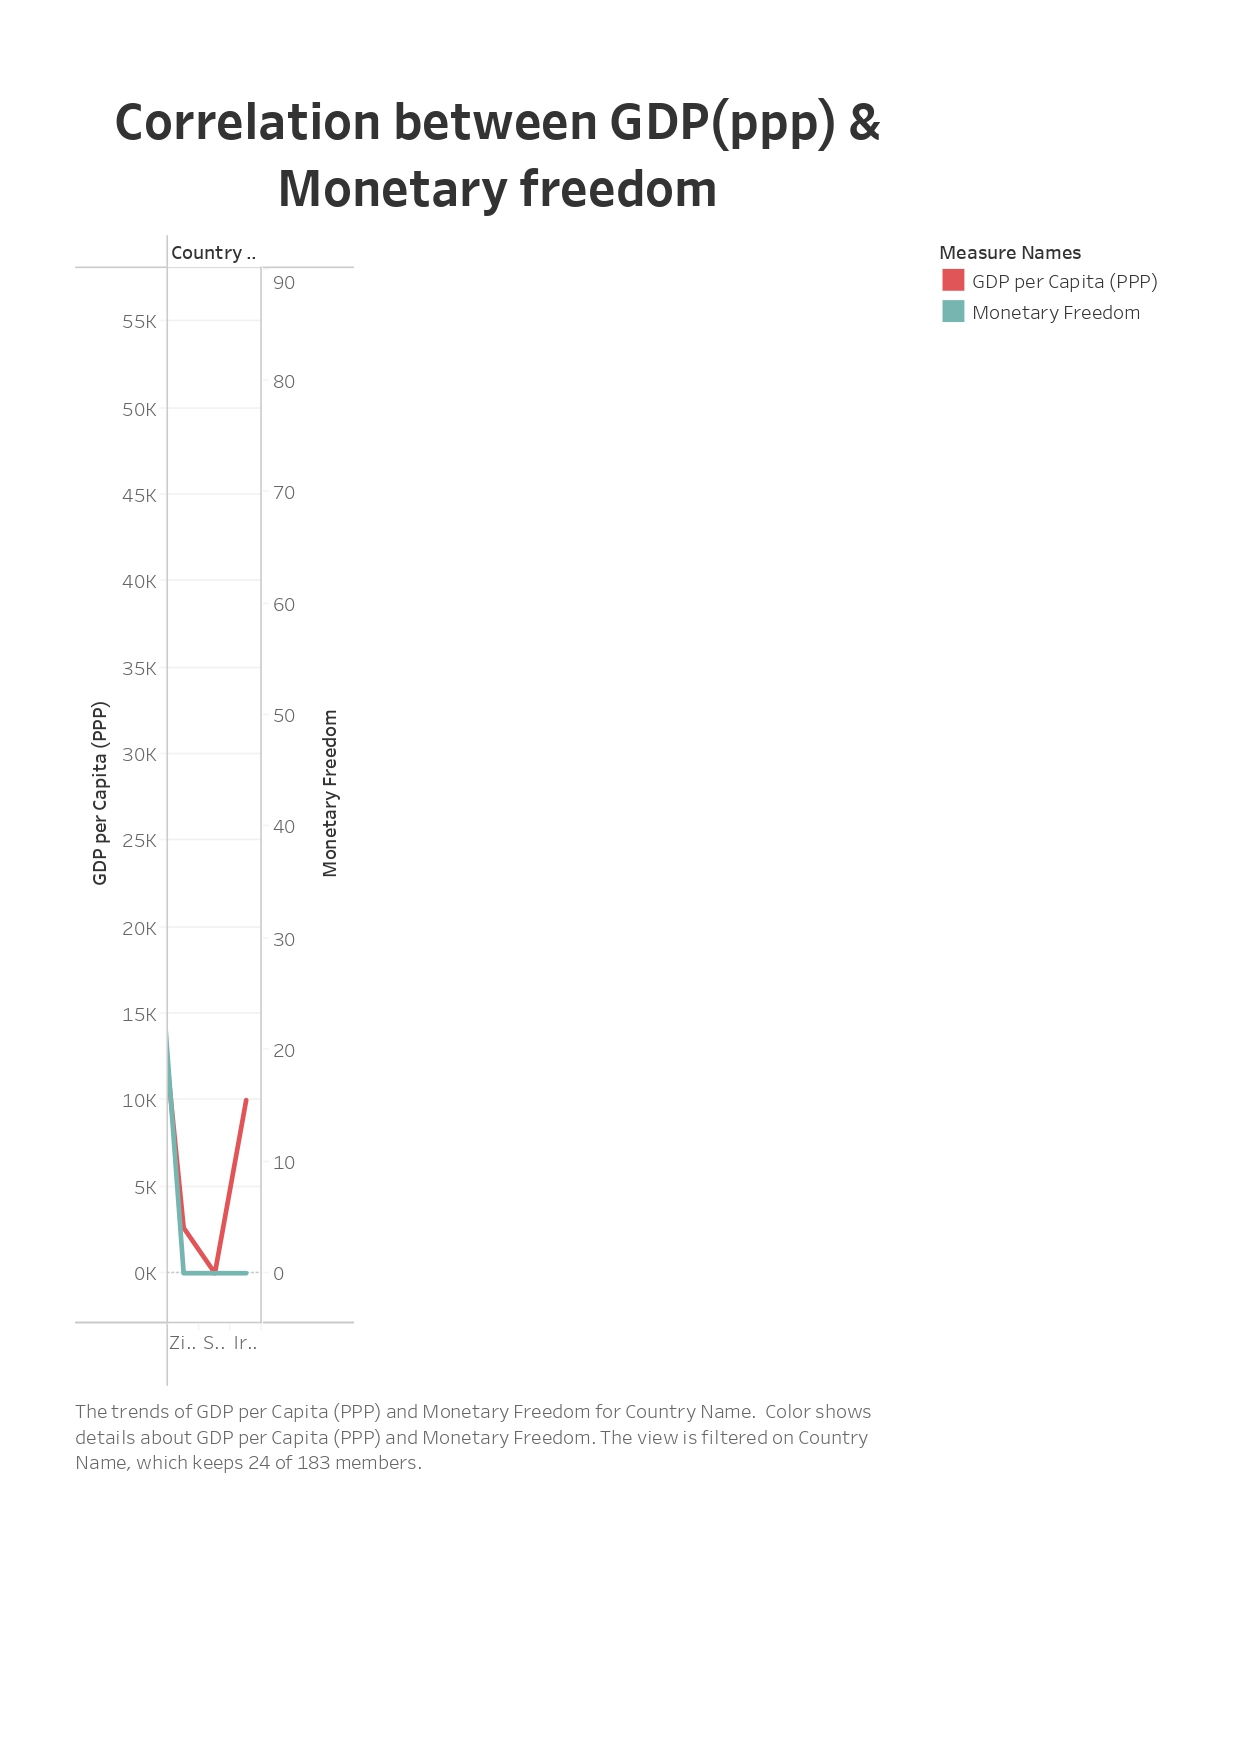 Correlation between GDP(ppp) &
Monetary freedom
Country ..
Measure Names
GDP per Capita (PPP)
Monetary Freedom
90
55K
80
50K
70
45K
40K
60
35K
50
30K
40
25K
20K
30
15K
20
10K
10
5K
0K
0
GDP per Capita (PPP)
Monetary Freedom
Zi.. S.. Ir..
The trends of GDP per Capita (PPP) and Monetary Freedom for Country Name.  Color shows
details about GDP per Capita (PPP) and Monetary Freedom. The view is filtered on Country
Name, which keeps 24 of 183 members.